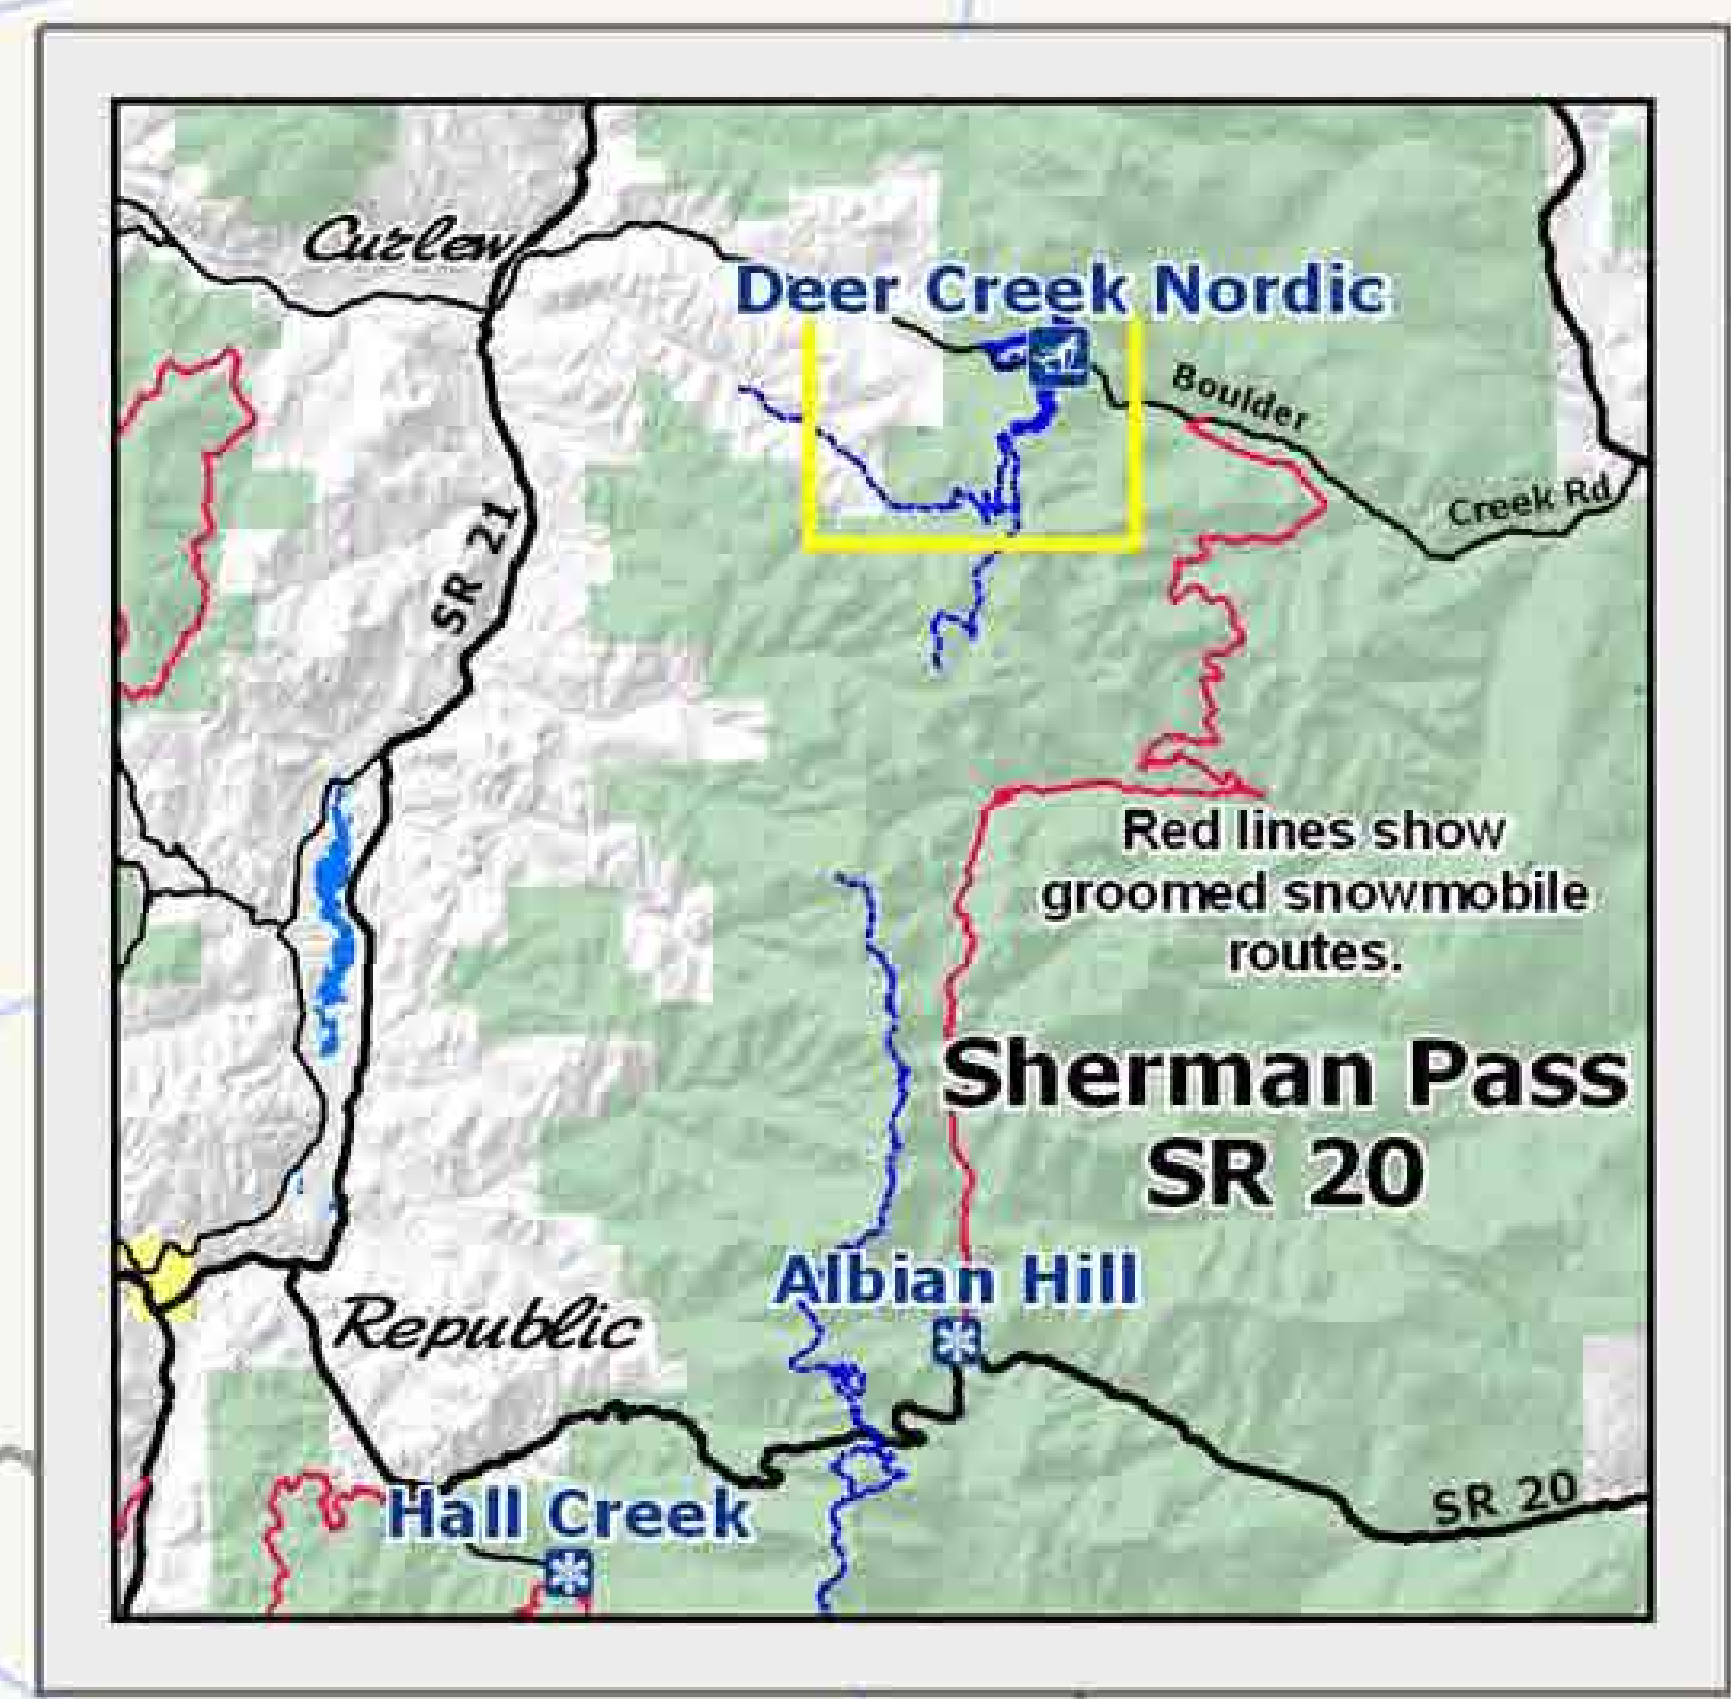 Curlew
Deer Creek Nordic
Boulder
Creek Rd
SR 21
Red lines show
groomed snowmobile
routes.
Sherman Pass
SR 20
Albian Hill
Republic
SR 20
Hall Creek